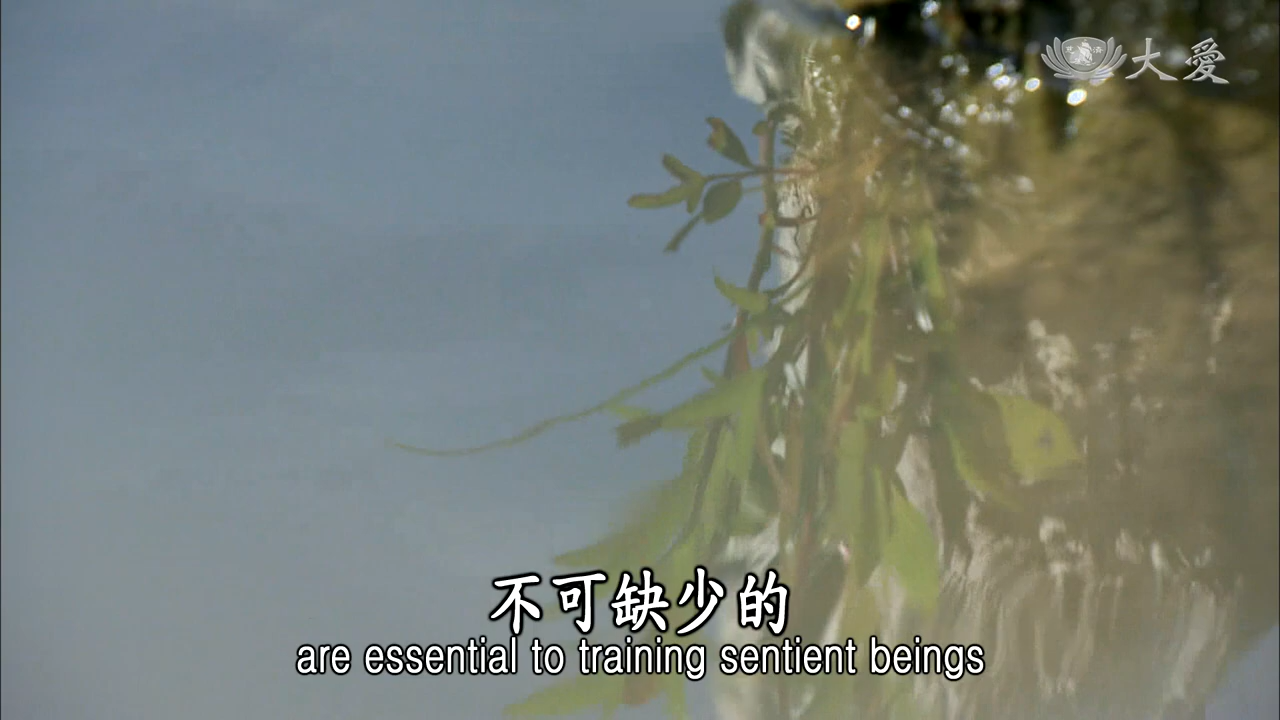 大愛
不可缺少的
are essential to training sentient beings